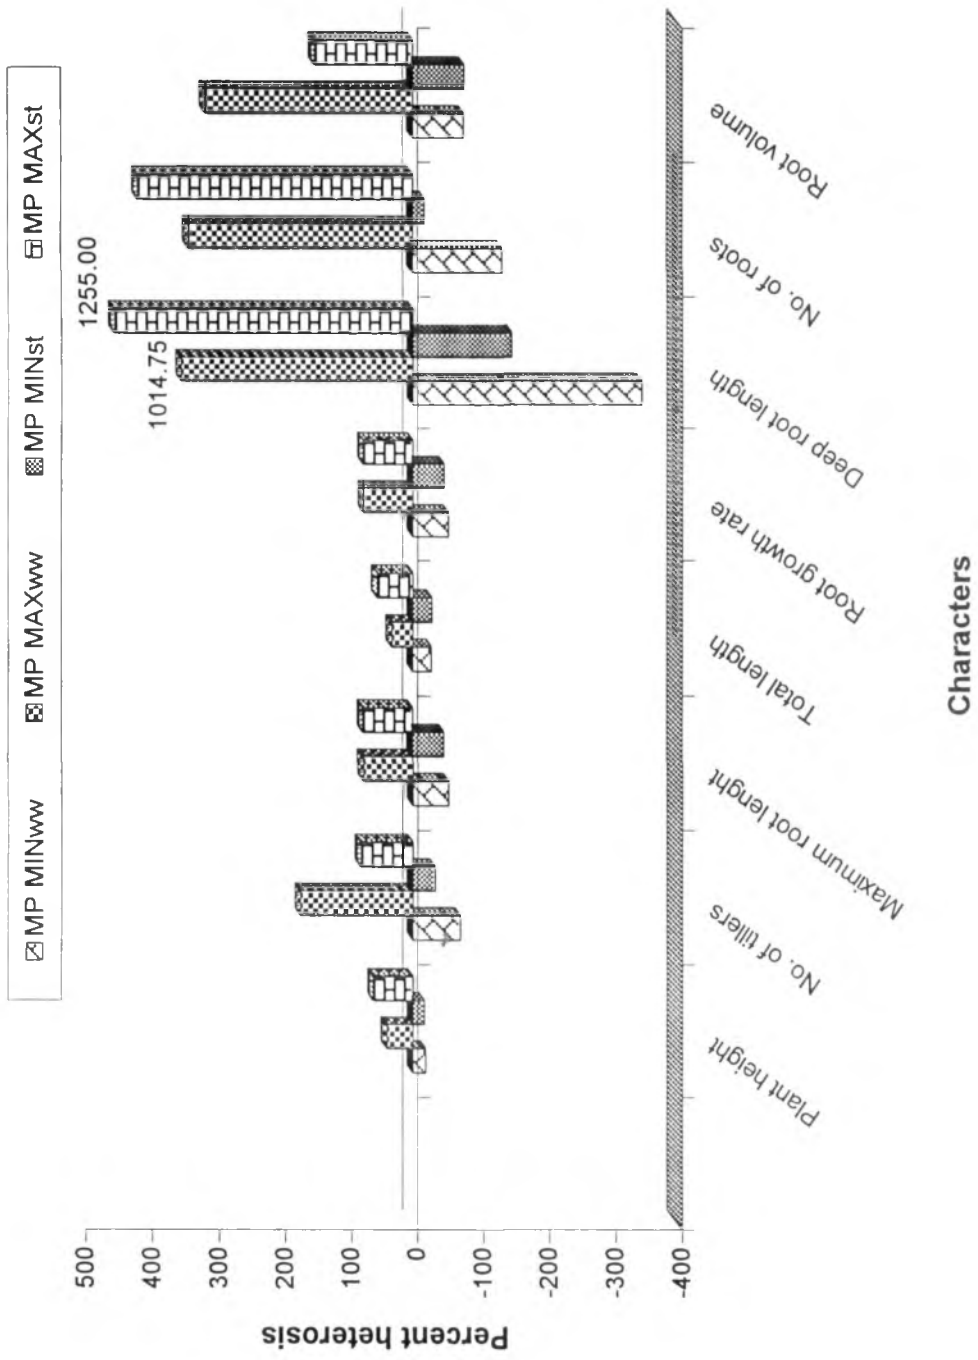 MP MINww MP MAXww MP MINst MP MAXst
1255.00
1014.75
500
400
300
200
100
0
-100
-200
-300
-400
Percent heterosis
Plant height
No. of tillers
Maximum root lenght
Total length
Root growth rate
Deep root length
No. of roots
Root volume
Characters